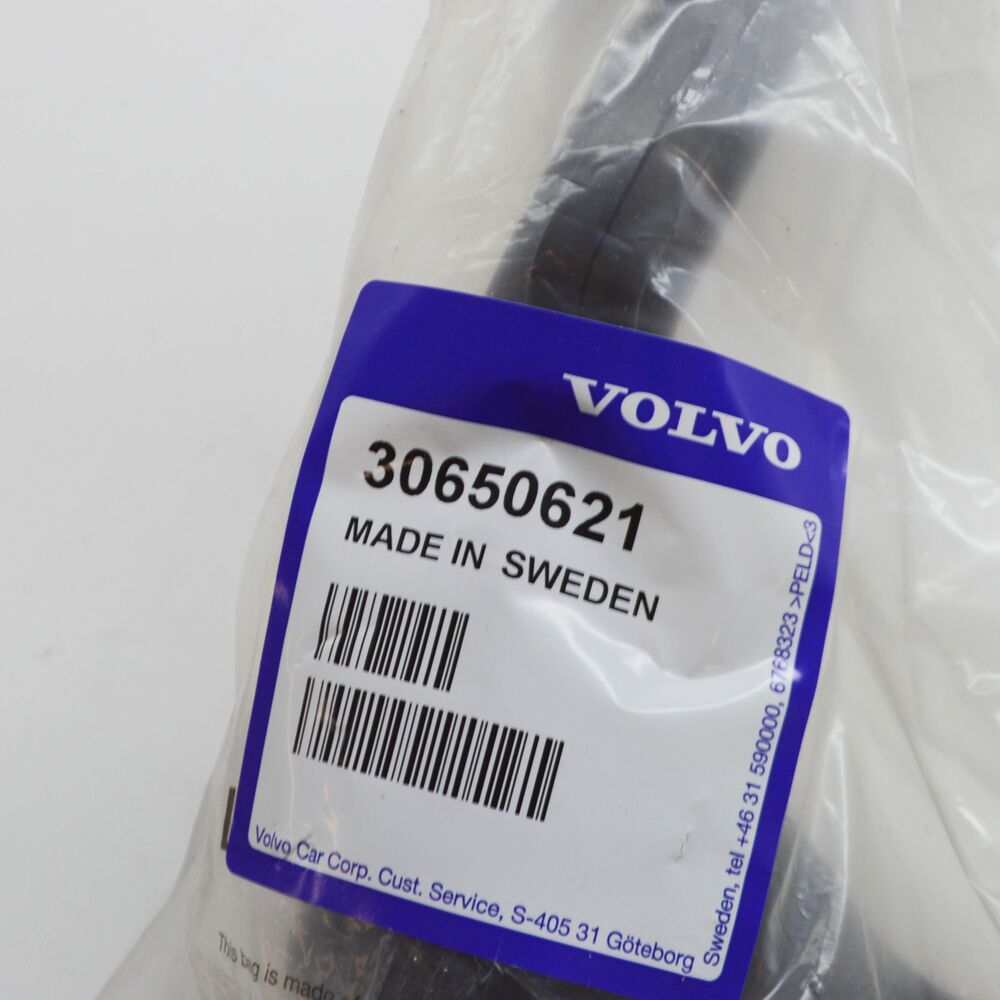 VOLVO
30650621
MADE IN SWEDEN
Volvo Car Corp. Cust. Service, S-405 31 Göteborg
Sweden, tel +46 31 590000, 6768323 >PELD<3
This bag is made